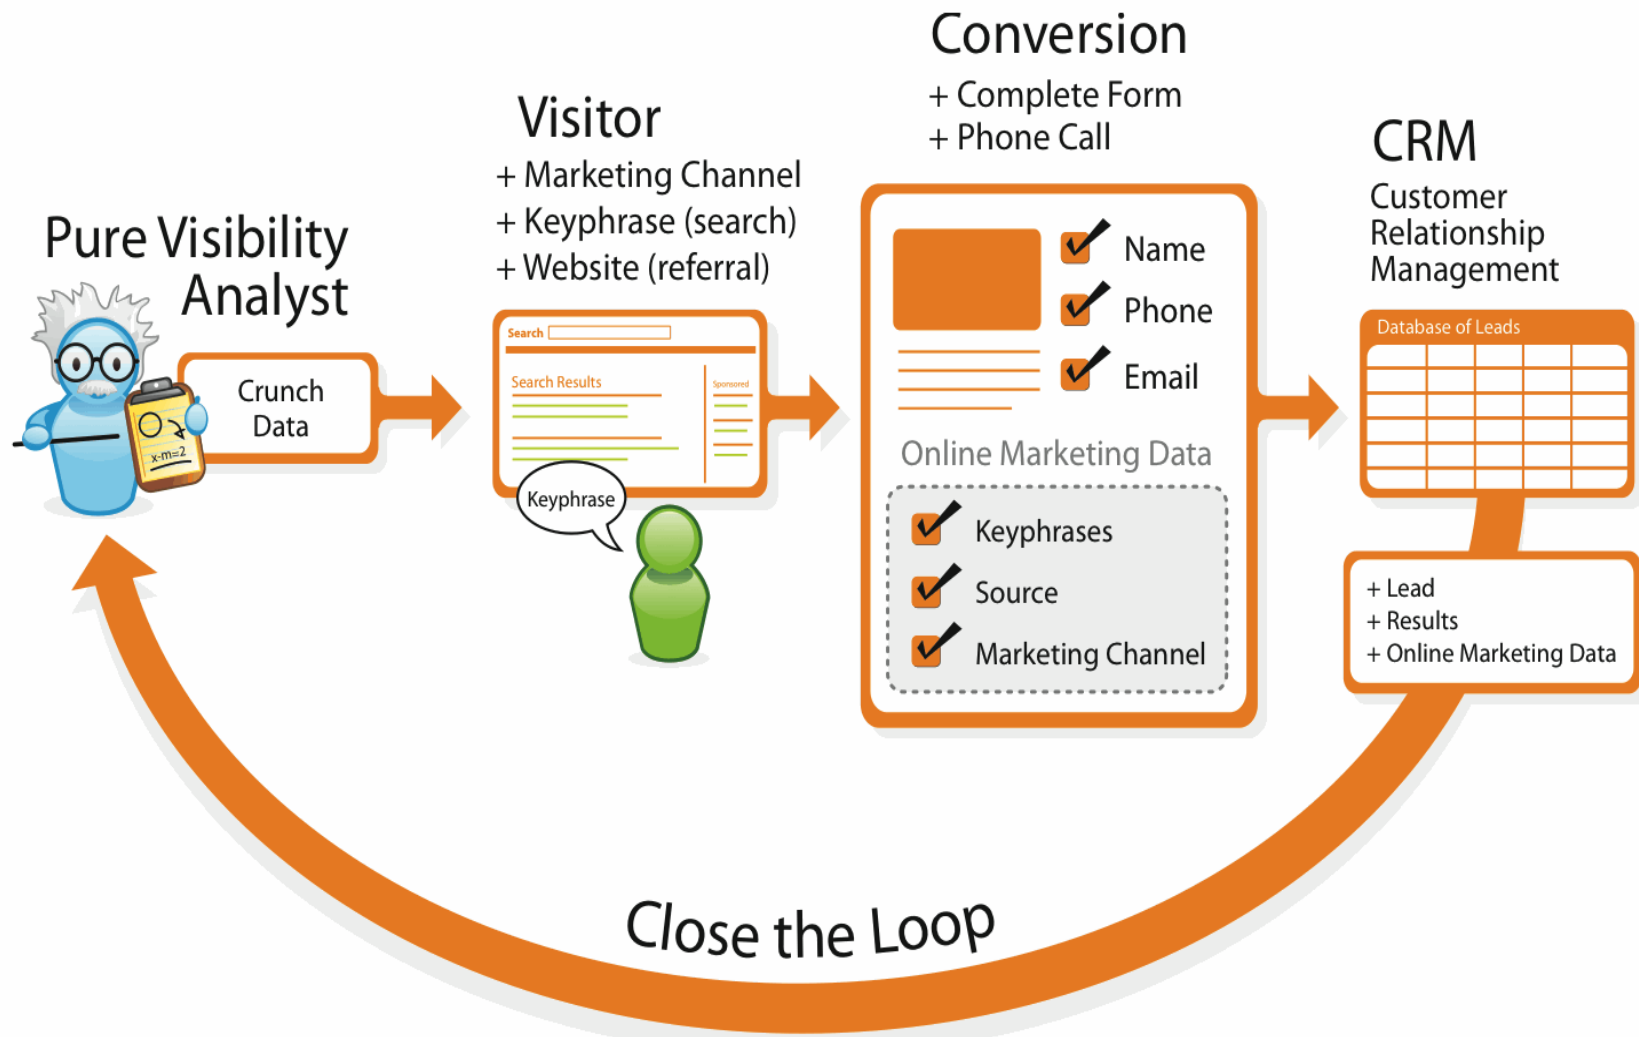 Pure Visibility
Analyst
Crunch
Data
x-m=2
Visitor
+ Marketing Channel
+ Keyphrase (search)
+ Website (referral)
Search
Search Results
Sponsored
Keyphrase
Conversion
+ Complete Form
+ Phone Call
Name
Phone
Email
Online Marketing Data
Keyphrases
Source
Marketing Channel
CRM
Customer
Relationship
Management
Database of Leads
+ Lead
+ Results
+ Online Marketing Data
Close the Loop